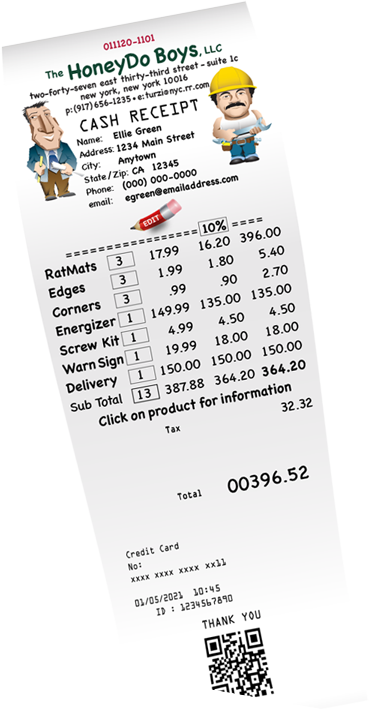 011120-1101
The HoneyDo Boys, LLC
two-forty-seven east thirty-third street - suite 1c
new york, new york 10016
p:(917)656-1235 • e:turzionyc.rr.com
CASH RECEIPT
Name: Ellie Green
Address: 1234 Main Street
City: Anytown
State/Zip: CA 12345
Phone: (000) 000-0000
email: egreen@emailaddress.com
EDIT
================== 10% ====
RatMats 3 17.99 16.20 396.00
Edges 3 1.99 1.80 5.40
Corners 3 .99 .90 2.70
Energizer 1 149.99 135.00 135.00
Screw Kit 1 4.99 4.50 4.50
Warn Sign 1 19.99 18.00 18.00
Delivery 1 150.00 150.00 150.00
Sub Total 13 387.88 364.20 364.20
Click on product for information
Tax 32.32
Total 00396.52
Credit Card
No:
xxxx xxxx xxxx xx11
01/05/2021 10:45
ID : 1234567890
THANK YOU